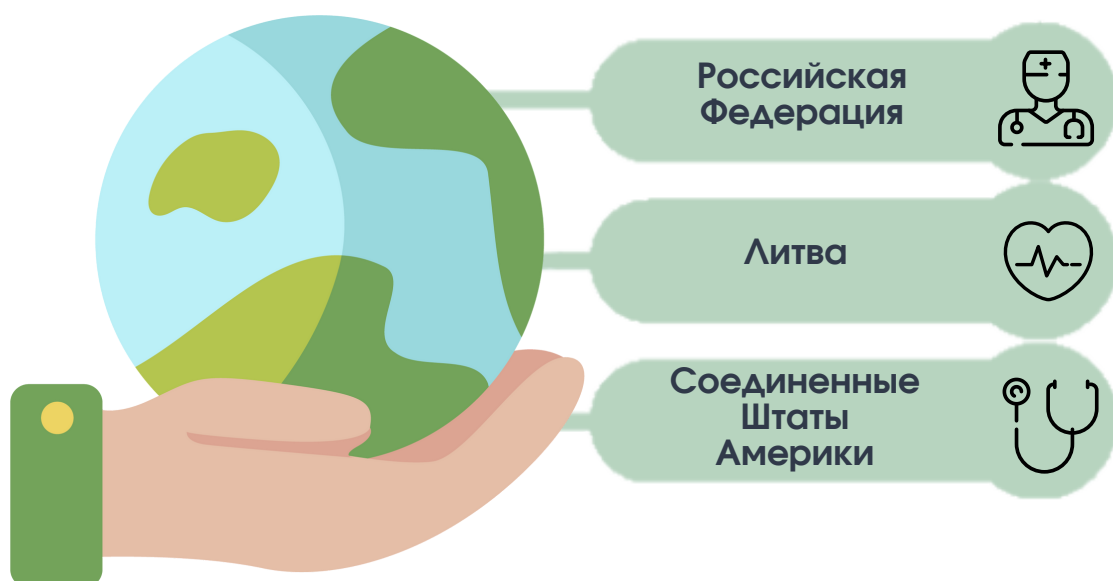 Российская
Федерация
Литва
Соединенные
Штаты
Америки